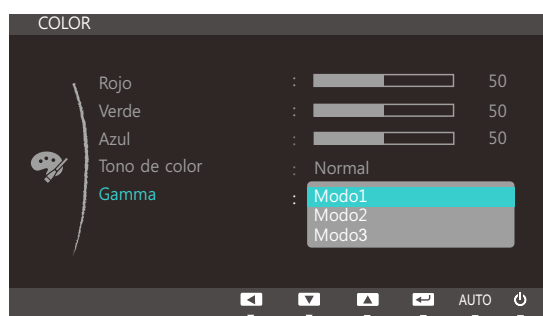 COLOR
Rojo : 50
Verde : 50
Azul : 50
Tono de color : Normal
Gamma : Modo1
Modo2
Modo3
AUTO